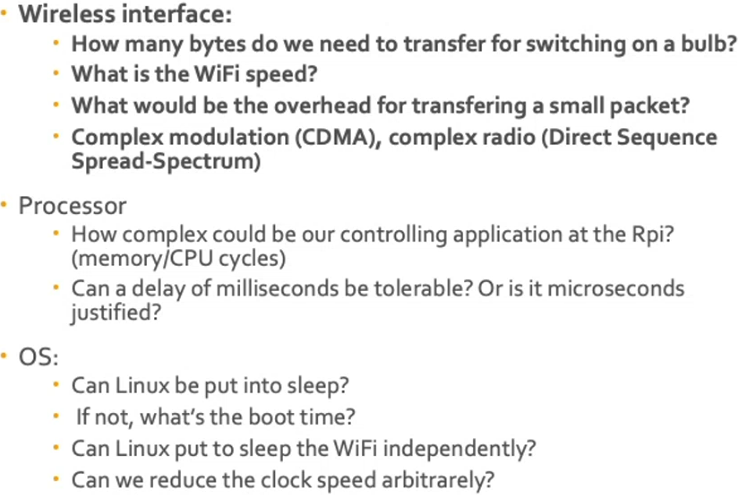 • Wireless interface:
• How many bytes do we need to transfer for switching on a bulb?
• What is the WiFi speed?
• What would be the overhead for transfering a small packet?
• Complex modulation (CDMA), complex radio (Direct Sequence
Spread-Spectrum)
• Processor
• How complex could be our controlling application at the Rpi?
(memory/CPU cycles)
• Can a delay of milliseconds be tolerable? Or is it microseconds
justified?
• OS:
• Can Linux be put into sleep?
• If not, what's the boot time?
• Can Linux put to sleep the WiFi independently?
• Can we reduce the clock speed arbitrarely?